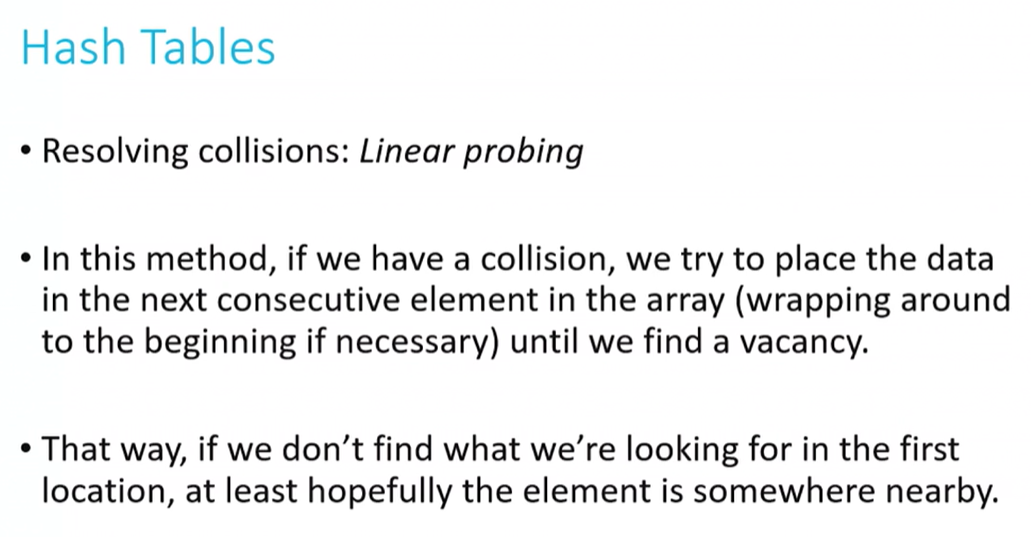 Hash Tables
• Resolving collisions: Linear probing
• In this method, if we have a collision, we try to place the data
in the next consecutive element in the array (wrapping around
to the beginning if necessary) until we find a vacancy.
• That way, if we don’t find what we’re looking for in the first
location, at least hopefully the element is somewhere nearby.